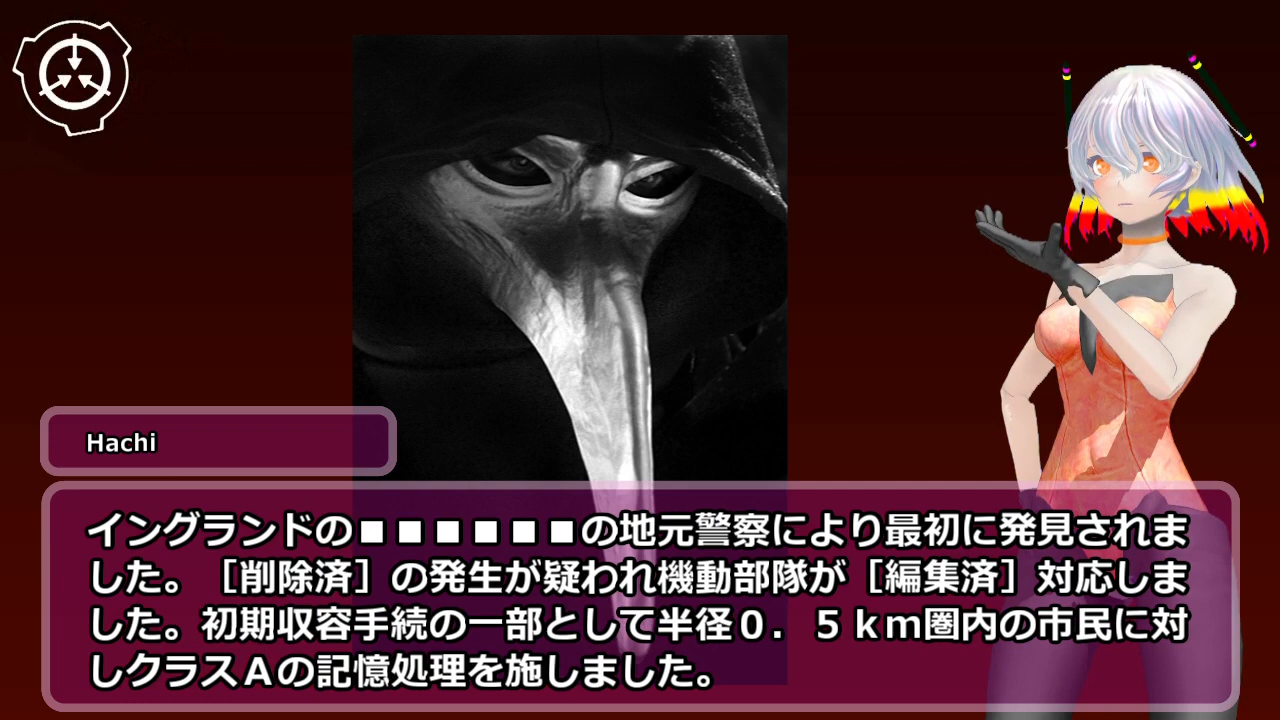 Hachi
イングランドの■■■■■■の地元警察により最初に発見されま
した。［削除済］の発生が疑われ機動部隊が［編集済］対応しま
した。初期収容手続の一部として半径０．５ｋｍ圏内の市民に対
しクラスＡの記憶処理を施しました。